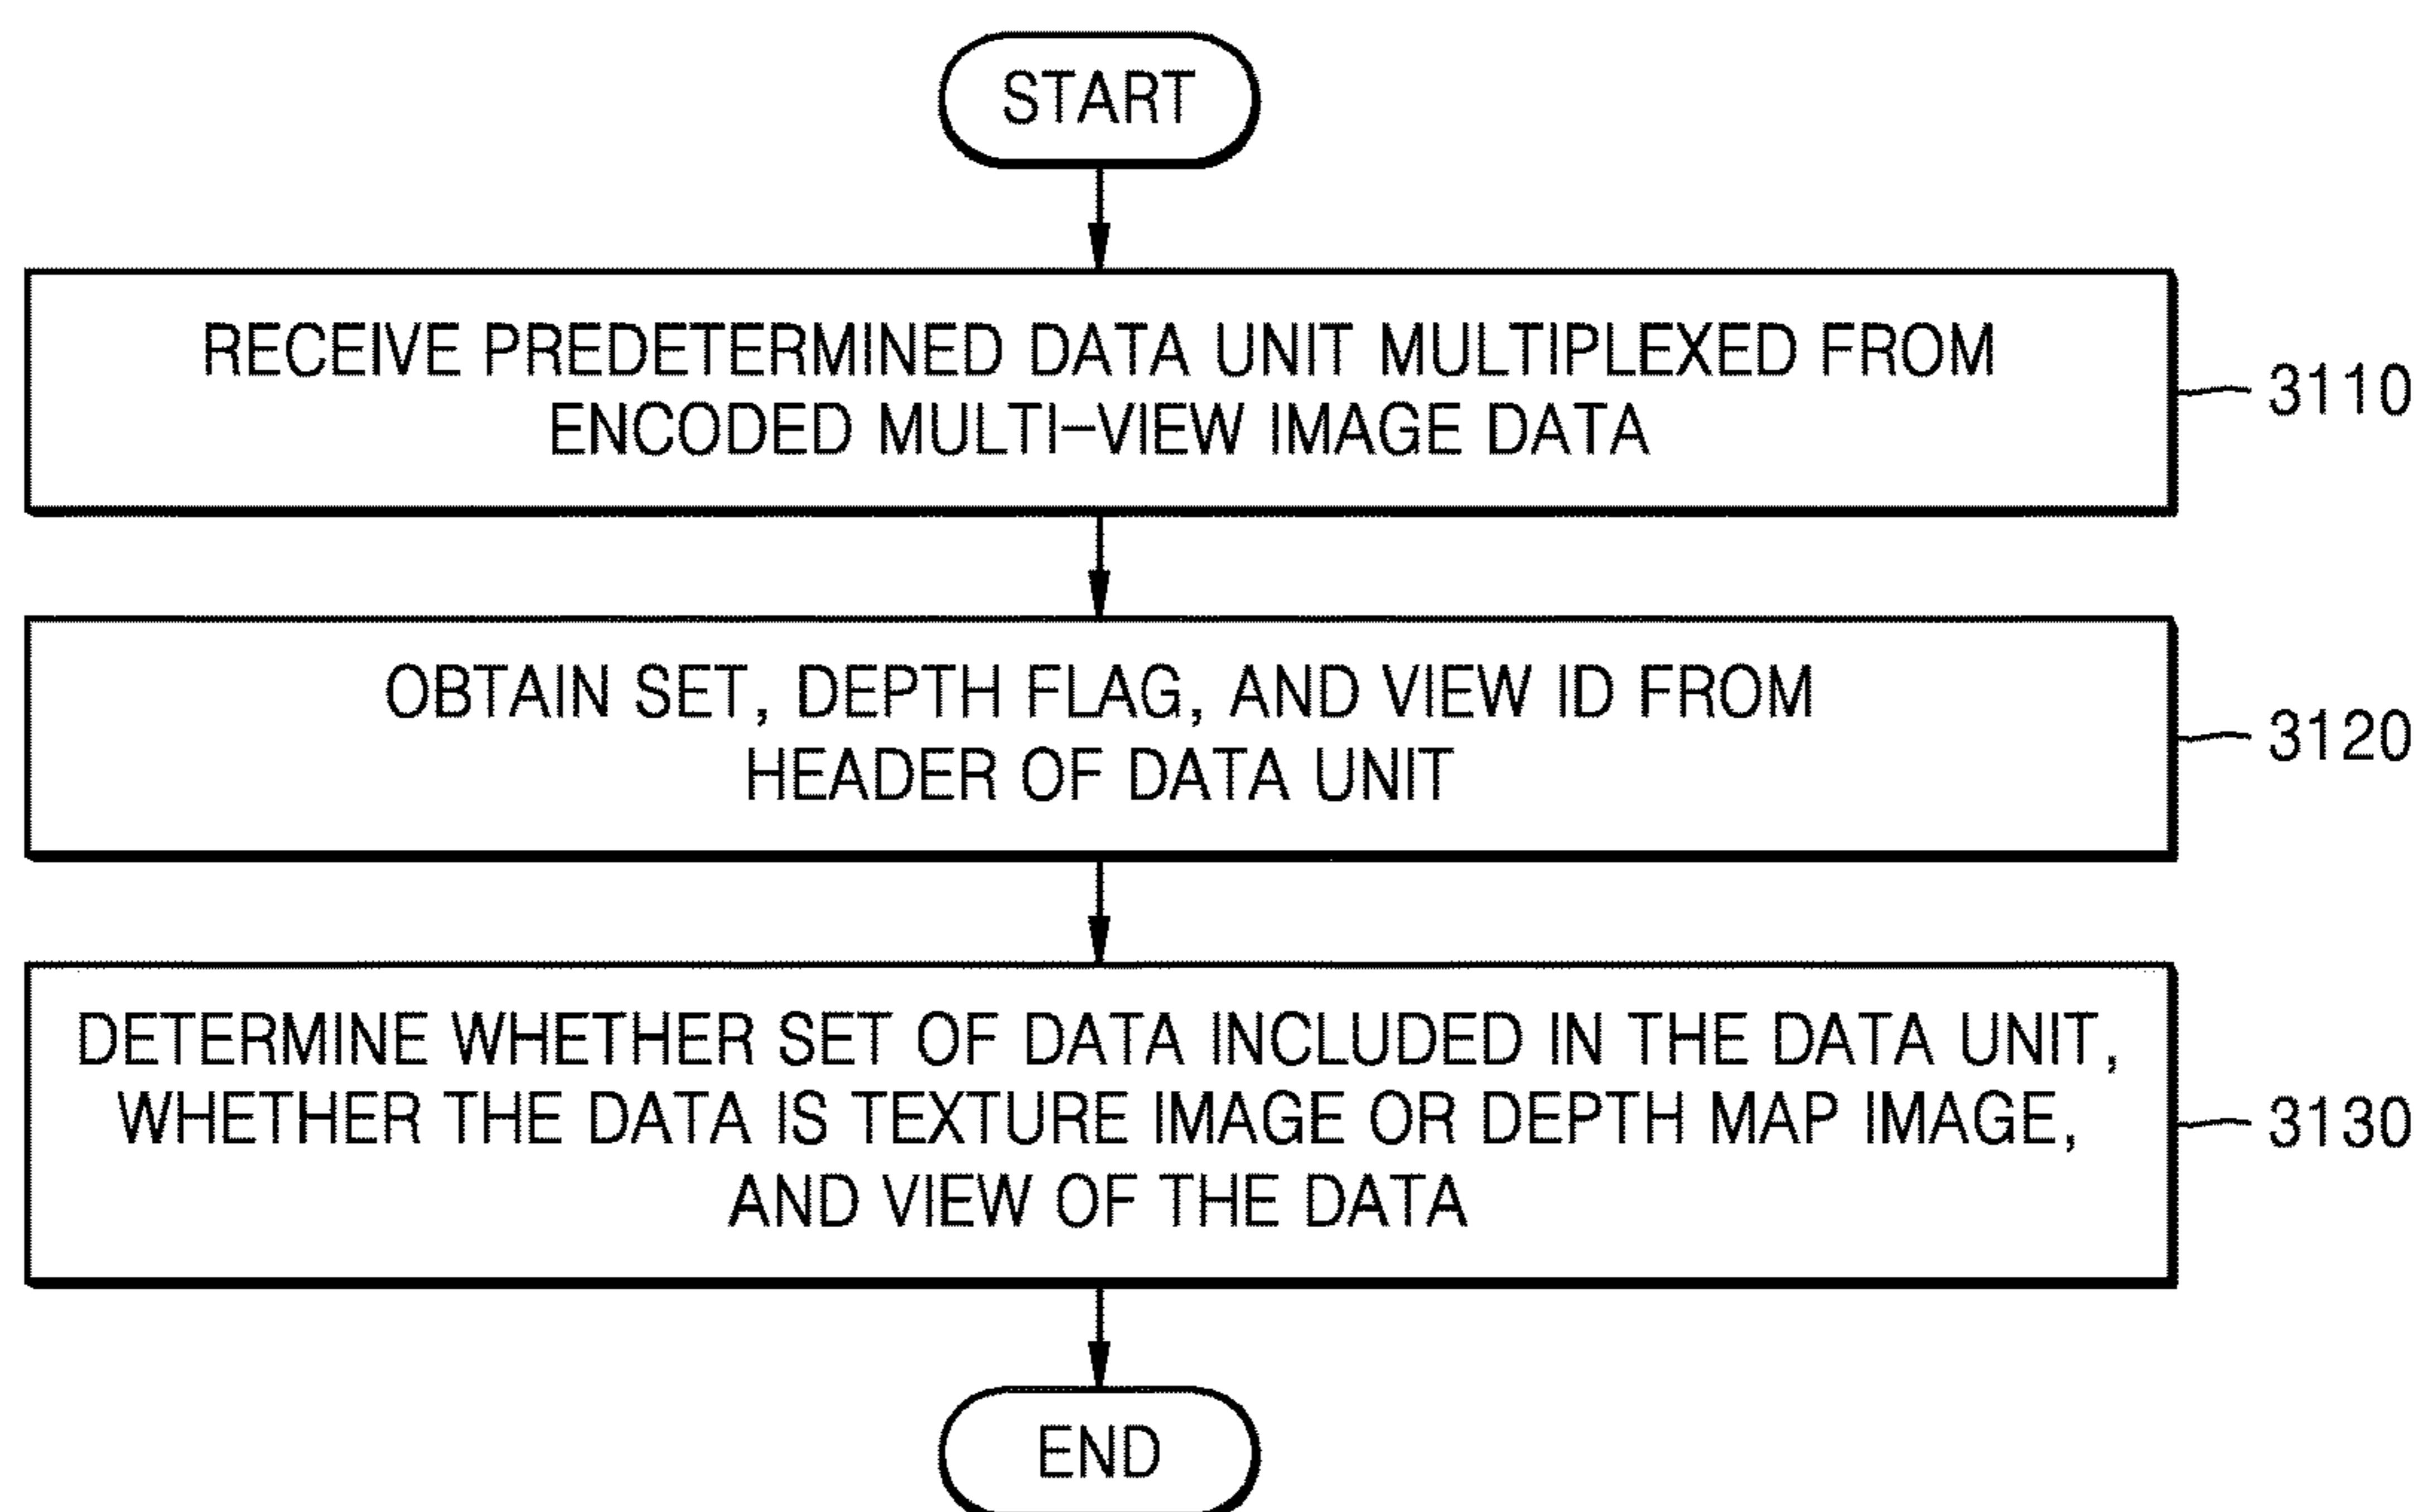 START
RECEIVE PREDETERMINED DATA UNIT MULTIPLEXED FROM
ENCODED MULTI-VIEW IMAGE DATA
3110
OBTAIN SET, DEPTH FLAG, AND VIEW ID FROM
HEADER OF DATA UNIT
3120
DETERMINE WHETHER SET OF DATA INCLUDED IN THE DATA UNIT,
WHETHER THE DATA IS TEXTURE IMAGE OR DEPTH MAP IMAGE,
AND VIEW OF THE DATA
3130
END